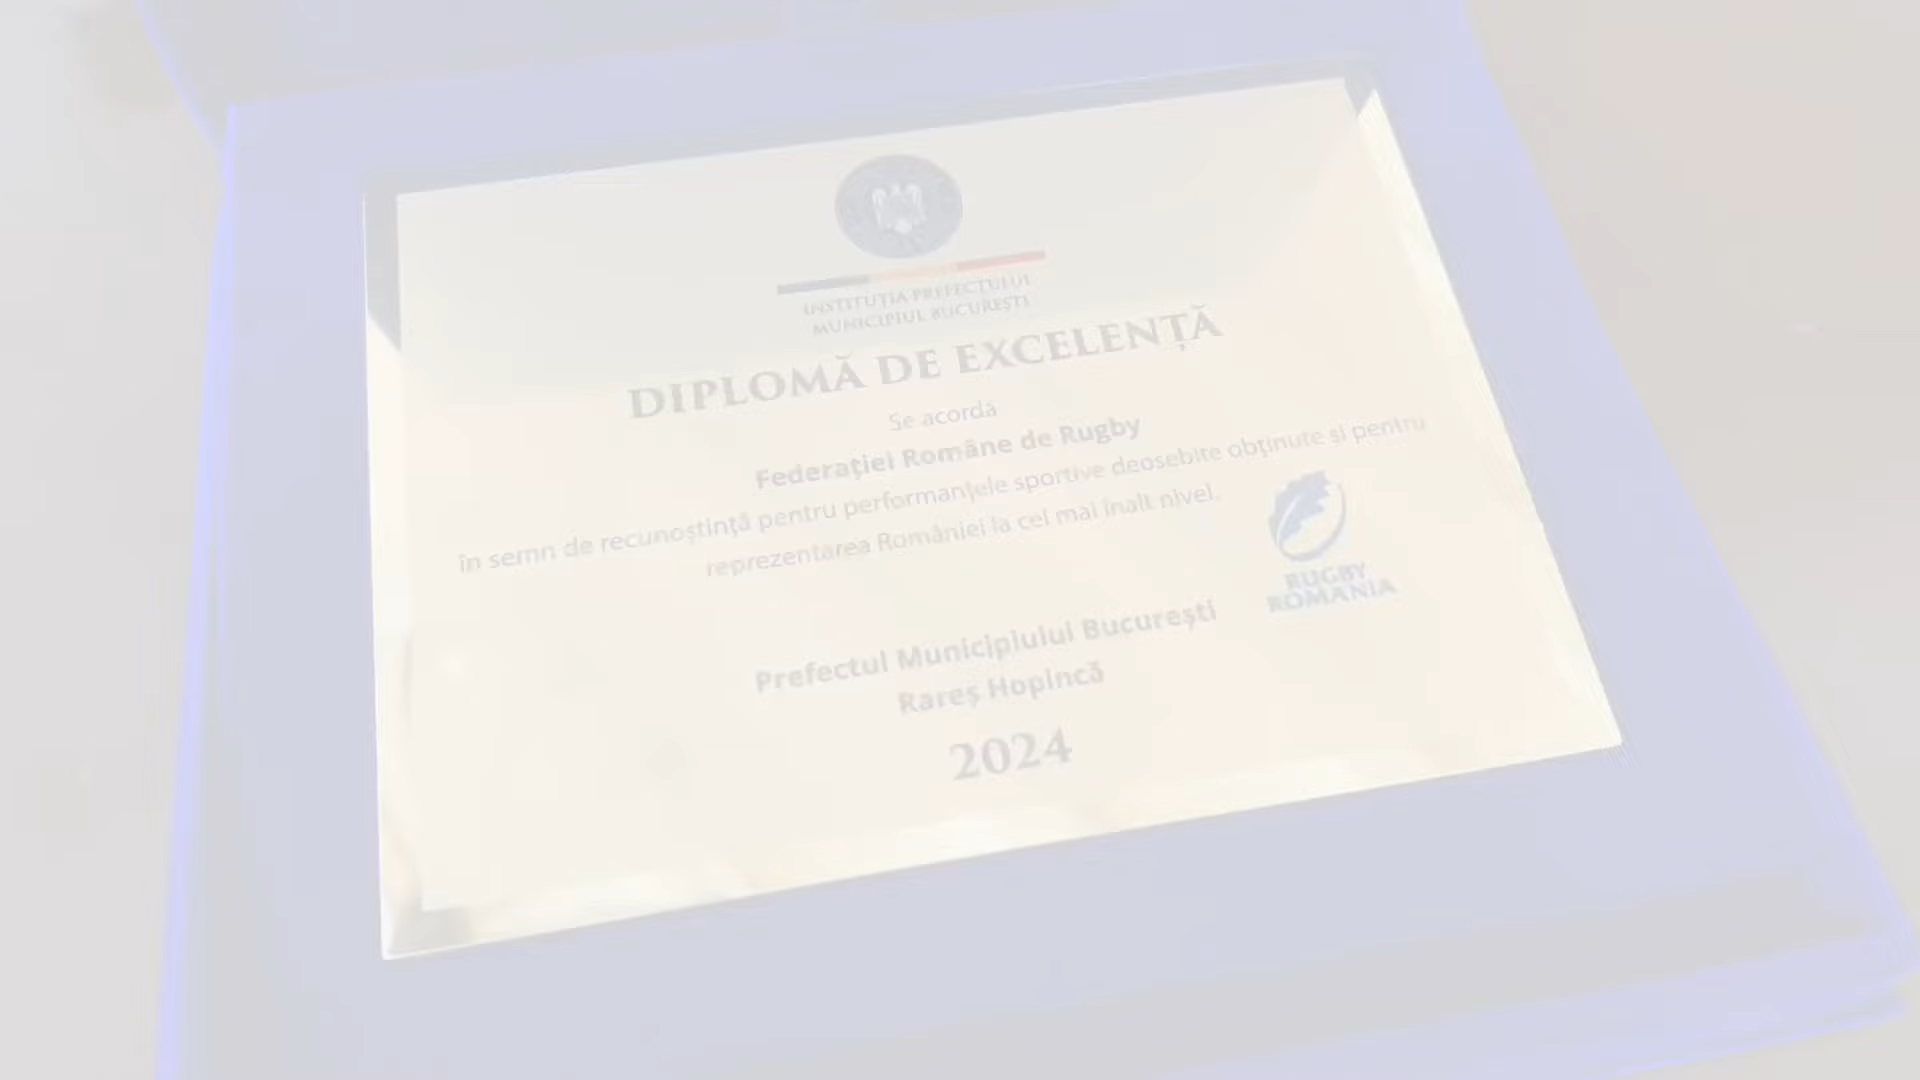 INSTITUȚIA PREFECTULUI
MUNICIPIUL BUCUREȘTI
DIPLOMĂ DE EXCELENȚĂ
Se acordă
Federației Române de Rugby
în semn de recunoștință pentru performanțele sportive deosebite obținute și pentru
reprezentarea României la cel mai înalt nivel.
RUGBY
ROMANIA
Prefectul Municipiului București
Rareș Hopincă
2024